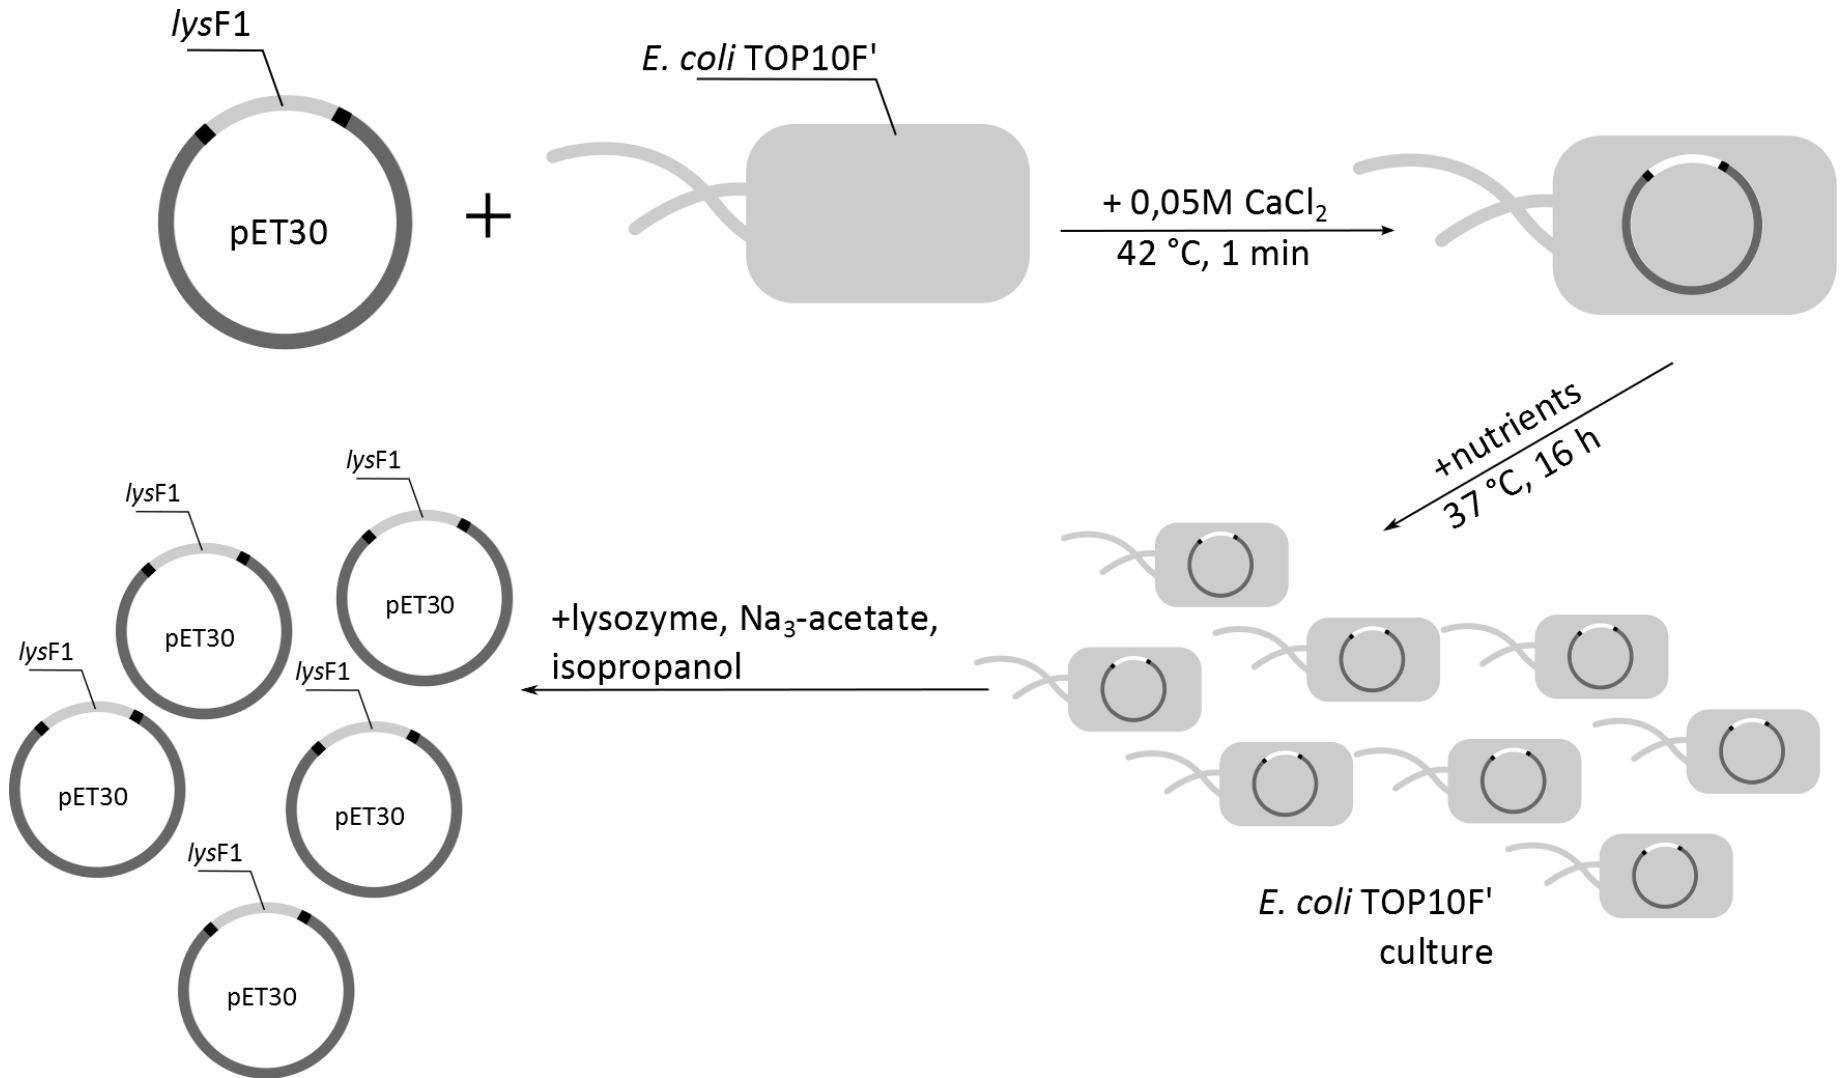 lysF1
pET30
+
E. coli TOP10F'
+ 0,05M CaCl₂
42 °C, 1 min
+nutrients
37 °C, 16 h
E. coli TOP10F'
culture
+lysozyme, Na₃-acetate,
isopropanol
lysF1
pET30
lysF1
pET30
lysF1
pET30
lysF1
pET30
lysF1
pET30